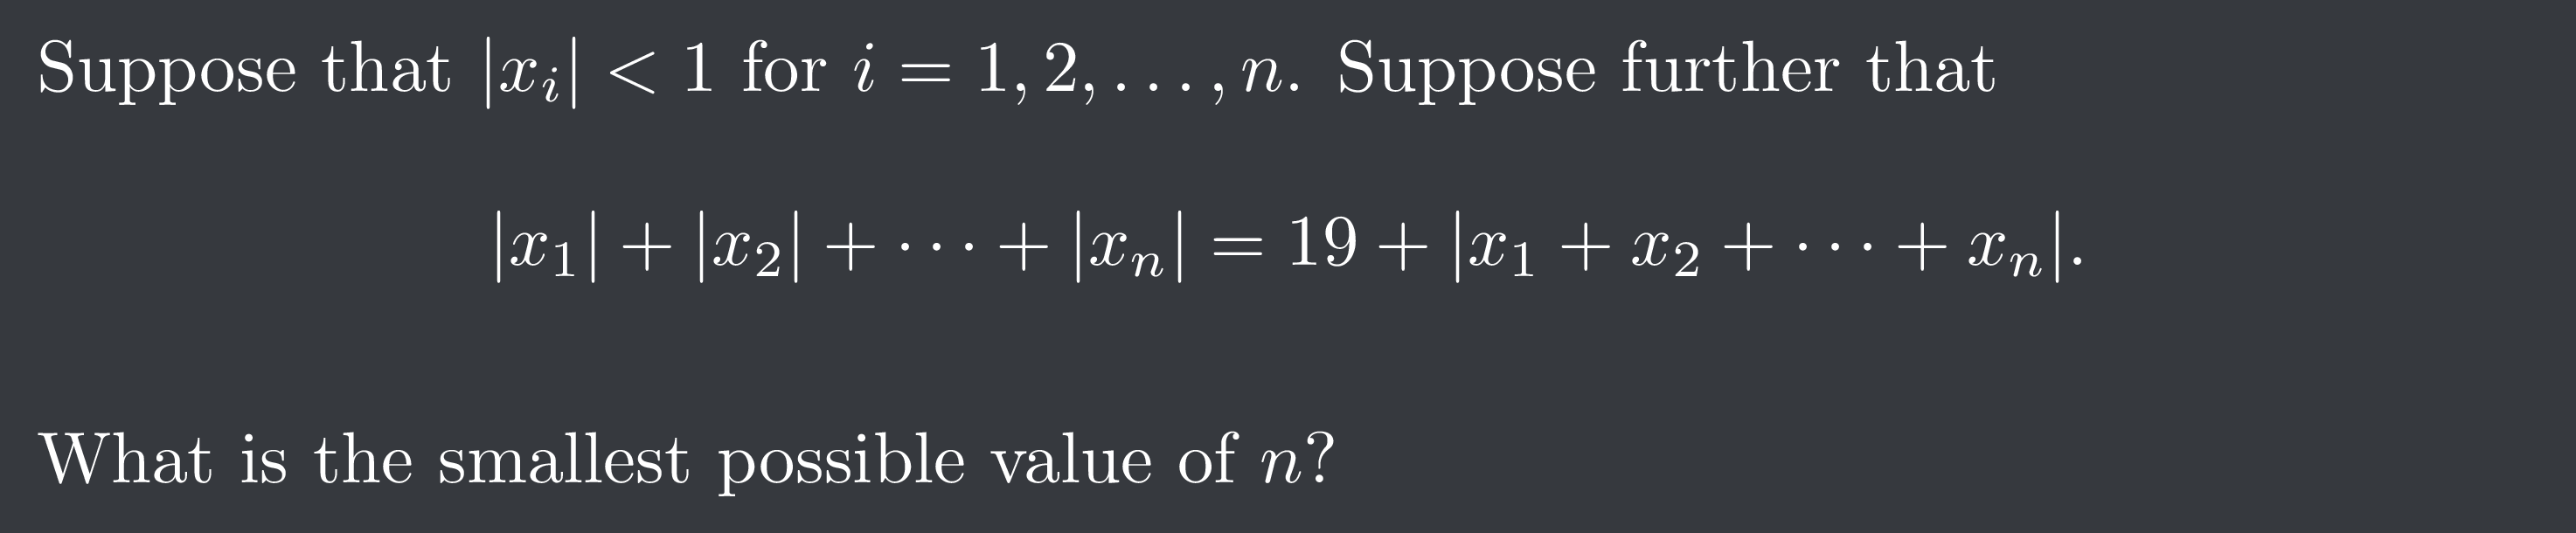 Suppose that |x_i| < 1 for i = 1, 2, . . . , n. Suppose further that
|x_1| + |x_2| + · · · + |x_n| = 19 + |x_1 + x_2 + · · · + x_n|.
What is the smallest possible value of n?